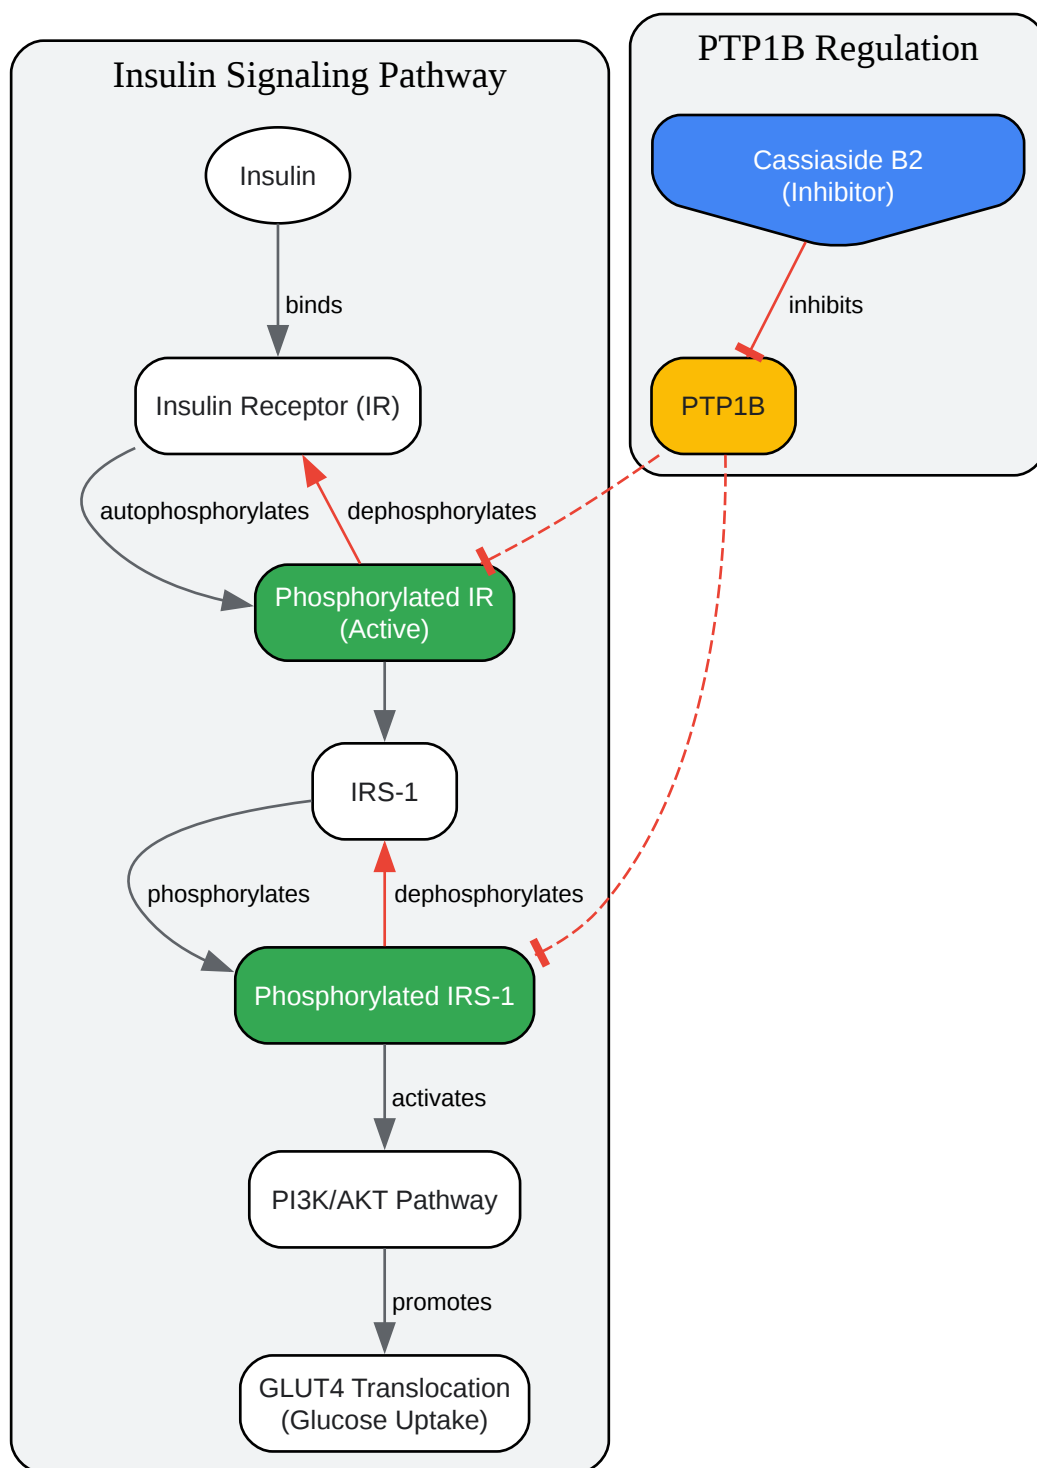 Insulin Signaling Pathway
Insulin
binds
Insulin Receptor (IR)
autophosphorylates
dephosphorylates
Phosphorylated IR
(Active)
IRS-1
phosphorylates
dephosphorylates
Phosphorylated IRS-1
activates
PI3K/AKT Pathway
promotes
GLUT4 Translocation
(Glucose Uptake)
PTP1B Regulation
Cassiaside B2
(Inhibitor)
inhibits
PTP1B